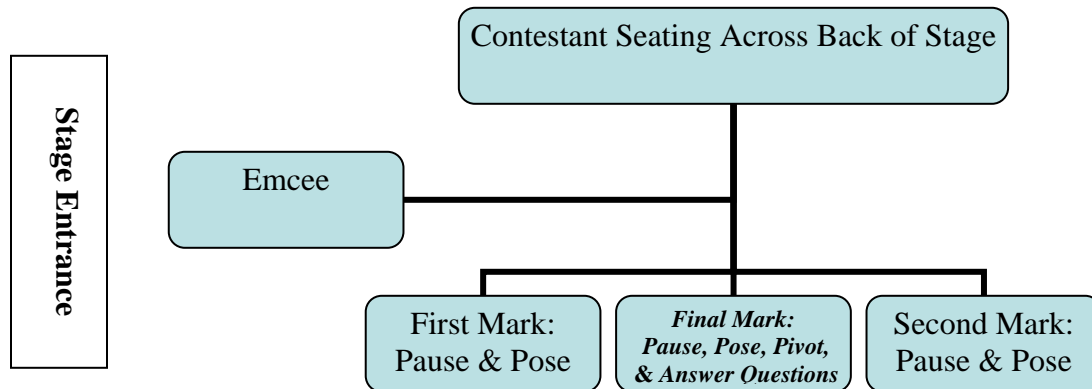 Contestant Seating Across Back of Stage
Stage Entrance
Emcee
First Mark:
Pause & Pose
Final Mark:
Pause, Pose, Pivot,
& Answer Questions
Second Mark:
Pause & Pose